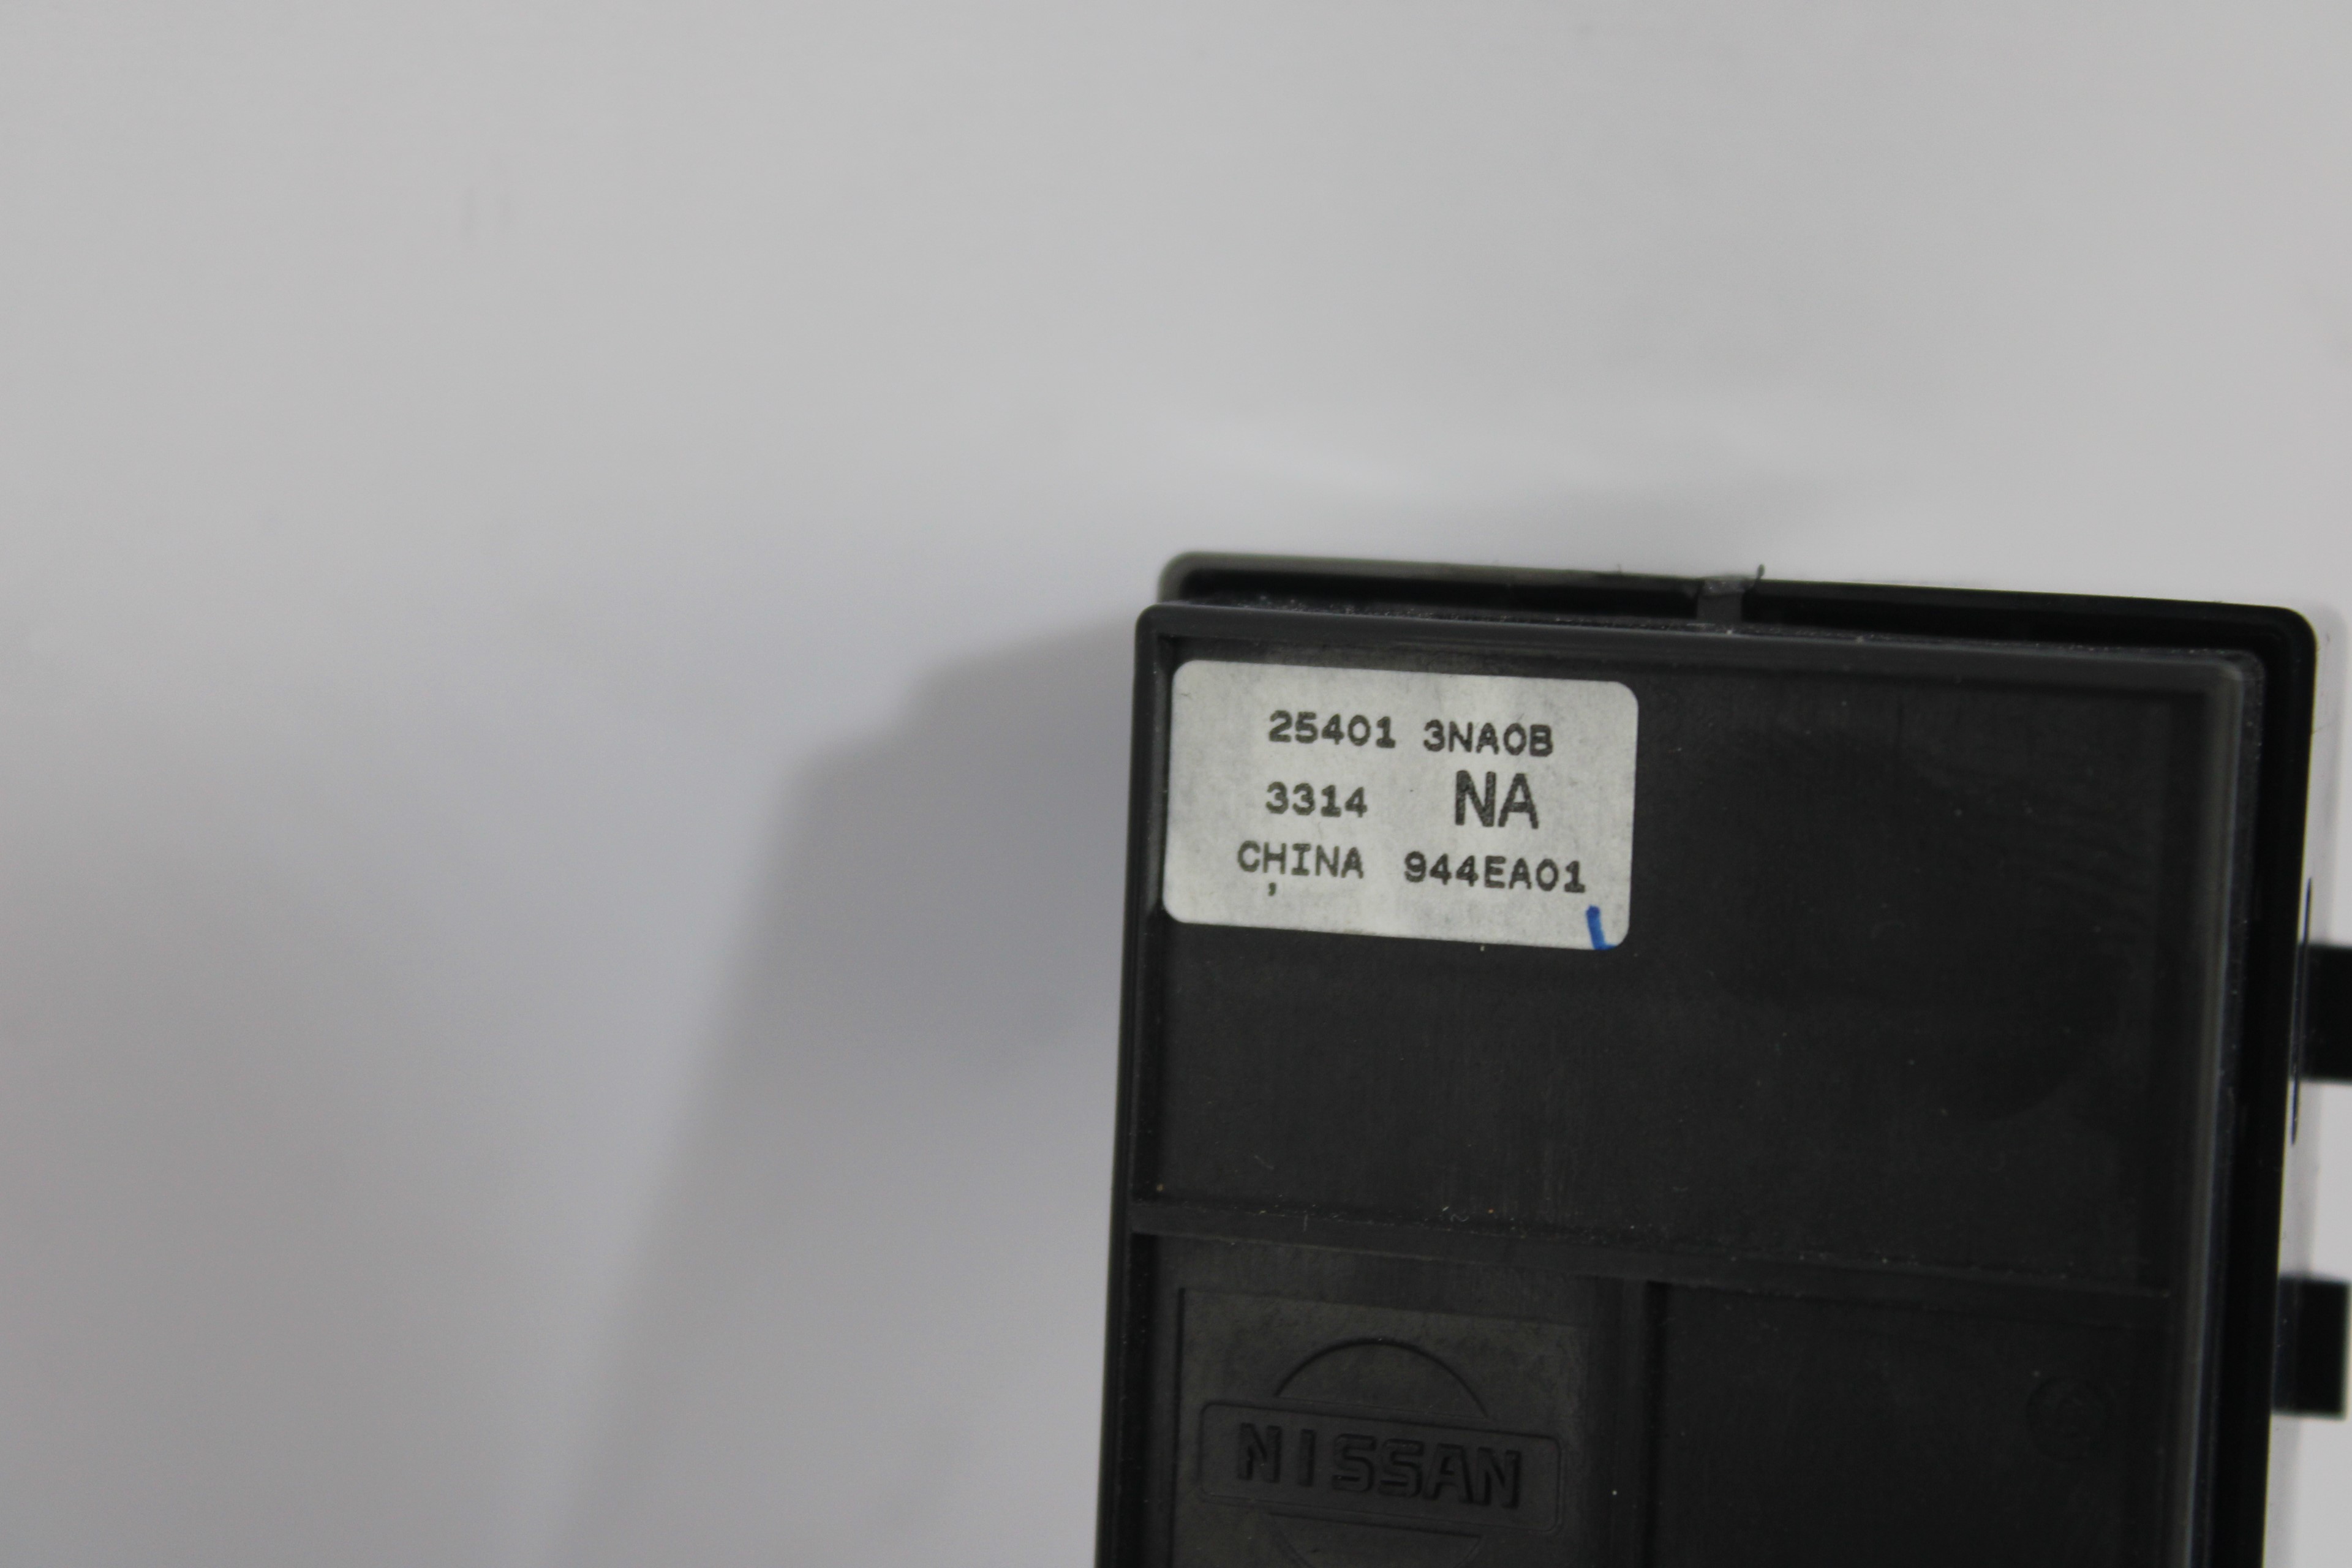 25401 3NA0B
3314 NA
CHINA 944EA01
NISSAN